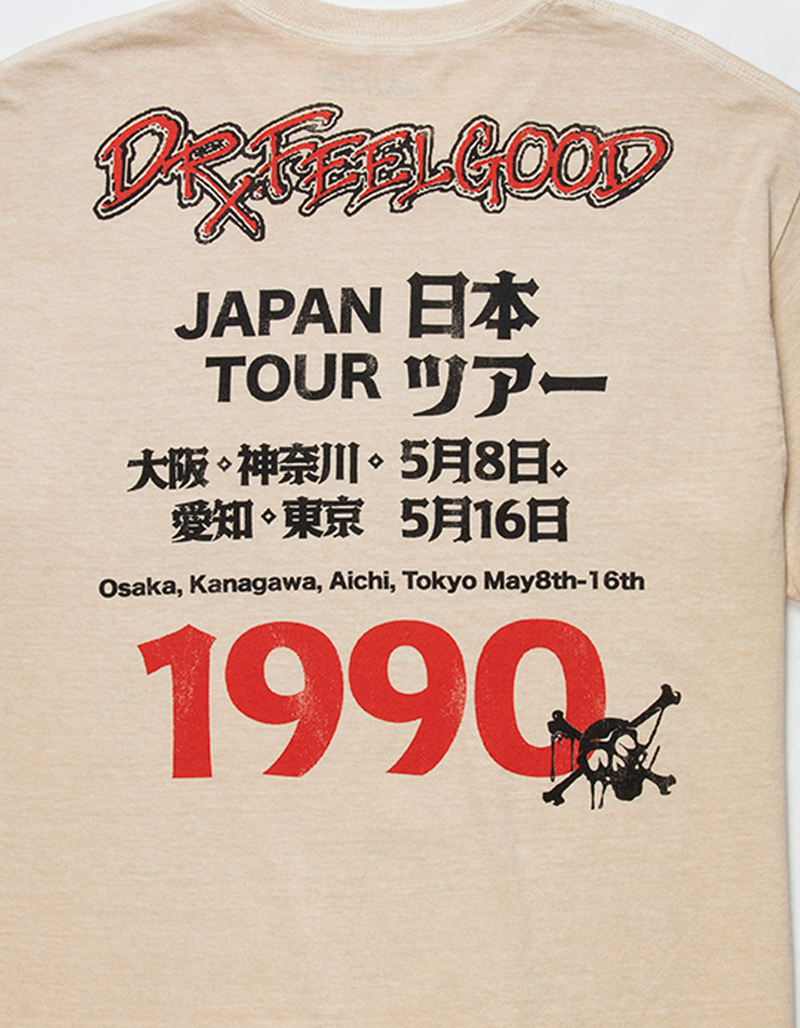 DR. FEELGOOD
JAPAN 日本
TOUR ツアー
大阪◇神奈川◇5月8日◇
愛知◇東京 5月16日
Osaka, Kanagawa, Aichi, Tokyo May8th-16th
1990